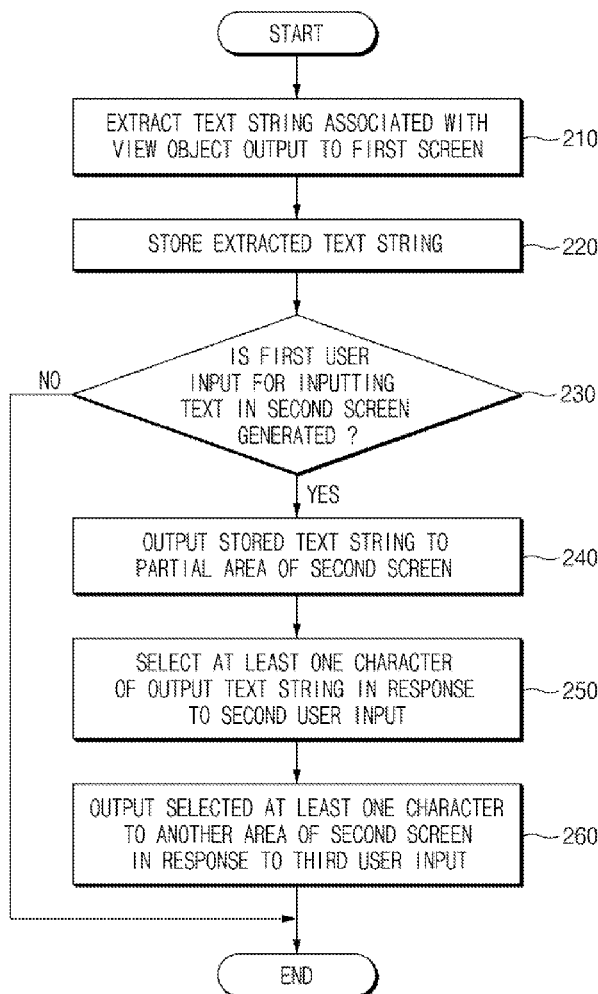 START
EXTRACT TEXT STRING ASSOCIATED WITH
VIEW OBJECT OUTPUT TO FIRST SCREEN
210
STORE EXTRACTED TEXT STRING
220
IS FIRST USER
INPUT FOR INPUTTING
TEXT IN SECOND SCREEN
GENERATED ?
230
NO
YES
OUTPUT STORED TEXT STRING TO
PARTIAL AREA OF SECOND SCREEN
240
SELECT AT LEAST ONE CHARACTER
OF OUTPUT TEXT STRING IN RESPONSE
TO SECOND USER INPUT
250
OUTPUT SELECTED AT LEAST ONE CHARACTER
TO ANOTHER AREA OF SECOND SCREEN
IN RESPONSE TO THIRD USER INPUT
260
END